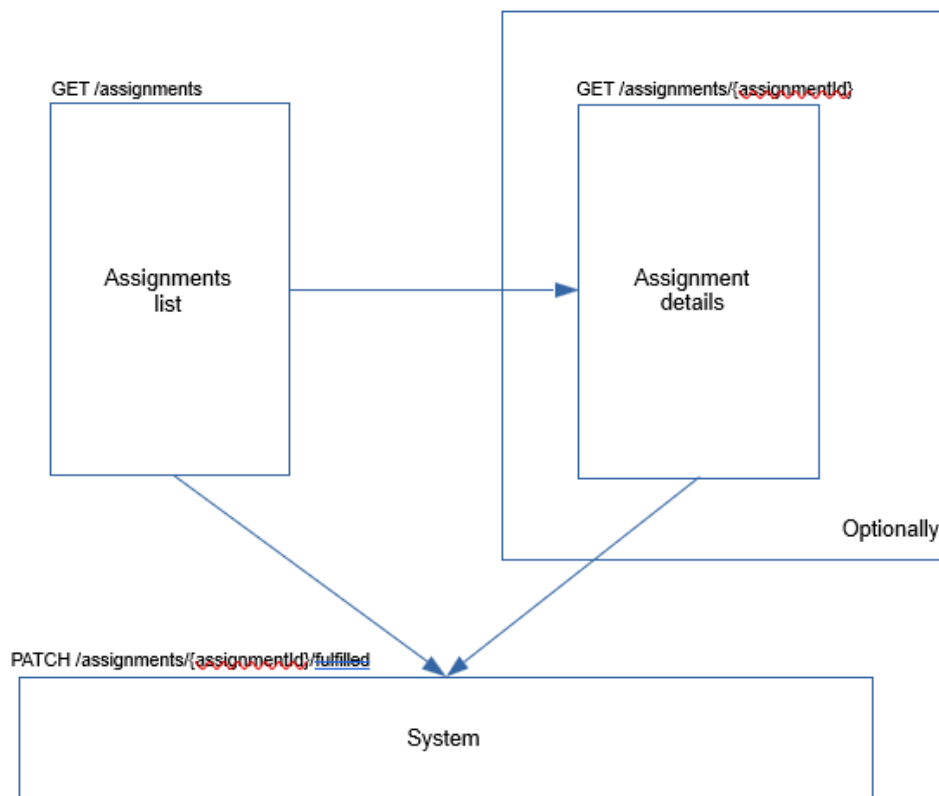 GET /assignments
GET /assignments/{assignmentId}
Assignments
list
Assignment
details
Optionally
PATCH /assignments/{assignmentId}/fulfilled
System